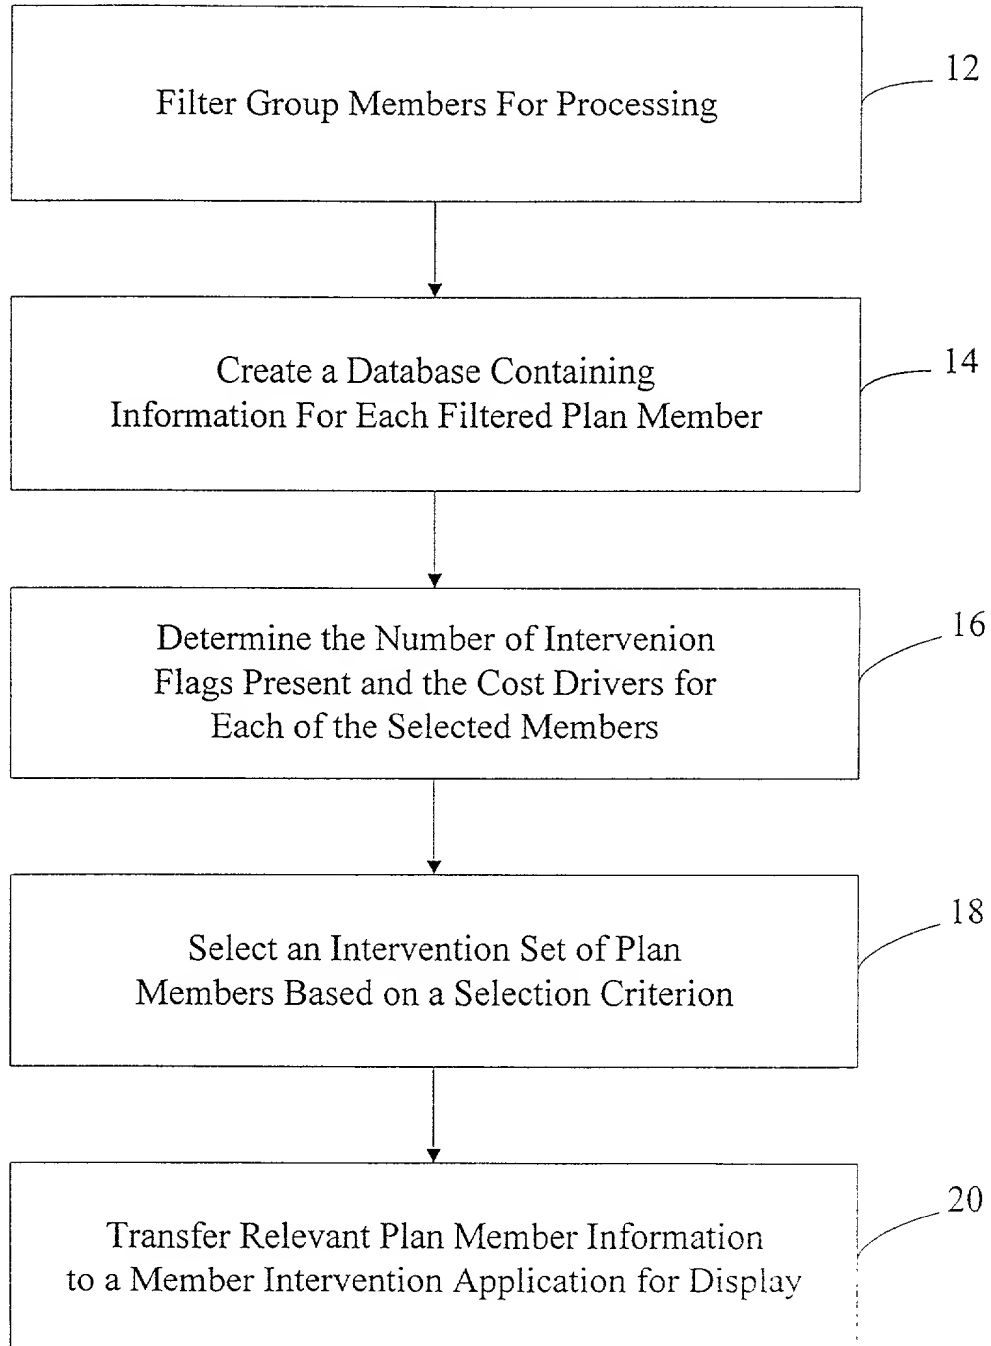 Filter Group Members For Processing
12
Create a Database Containing
Information For Each Filtered Plan Member
14
Determine the Number of Intervenion
Flags Present and the Cost Drivers for
Each of the Selected Members
16
Select an Intervention Set of Plan
Members Based on a Selection Criterion
18
Transfer Relevant Plan Member Information
to a Member Intervention Application for Display
20